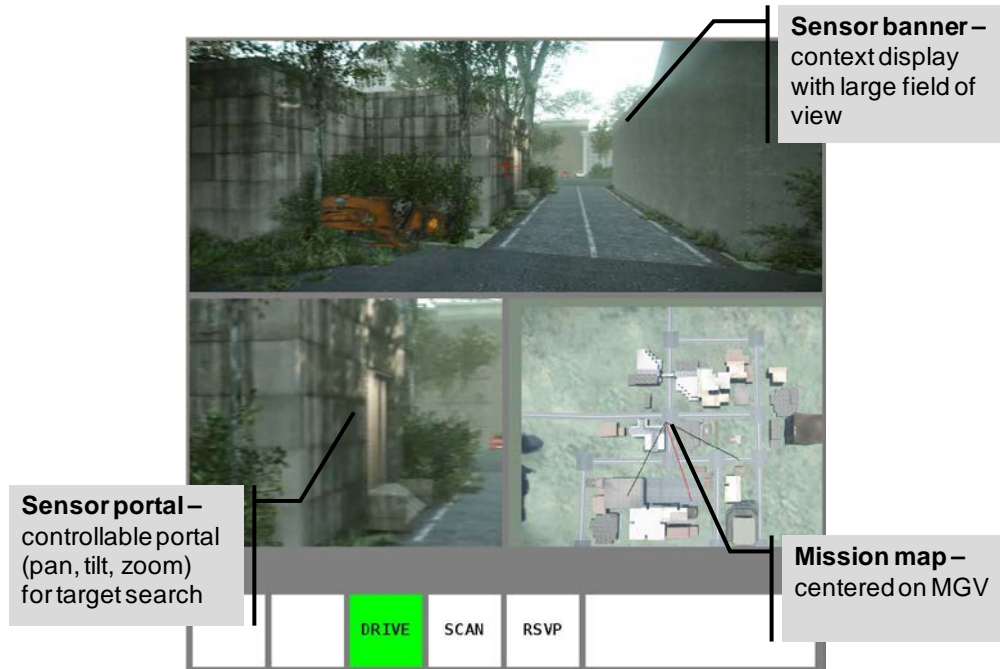 Sensor banner –
context display
with large field of
view
Sensor portal –
controllable portal
(pan, tilt, zoom)
for target search
Mission map –
centered on MGV
DRIVE
SCAN
RSVP